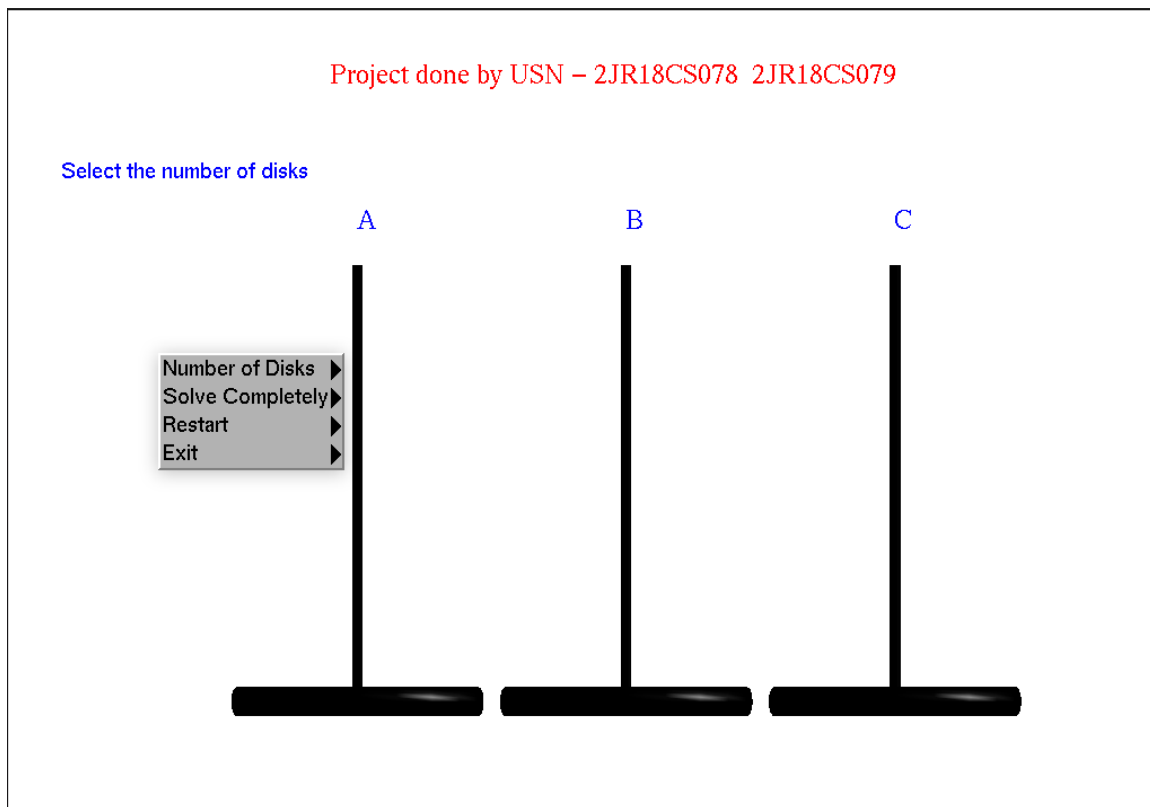 Project done by USN – 2JR18CS078  2JR18CS079
Select the number of disks
A B C
Number of Disks
Solve Completely
Restart
Exit